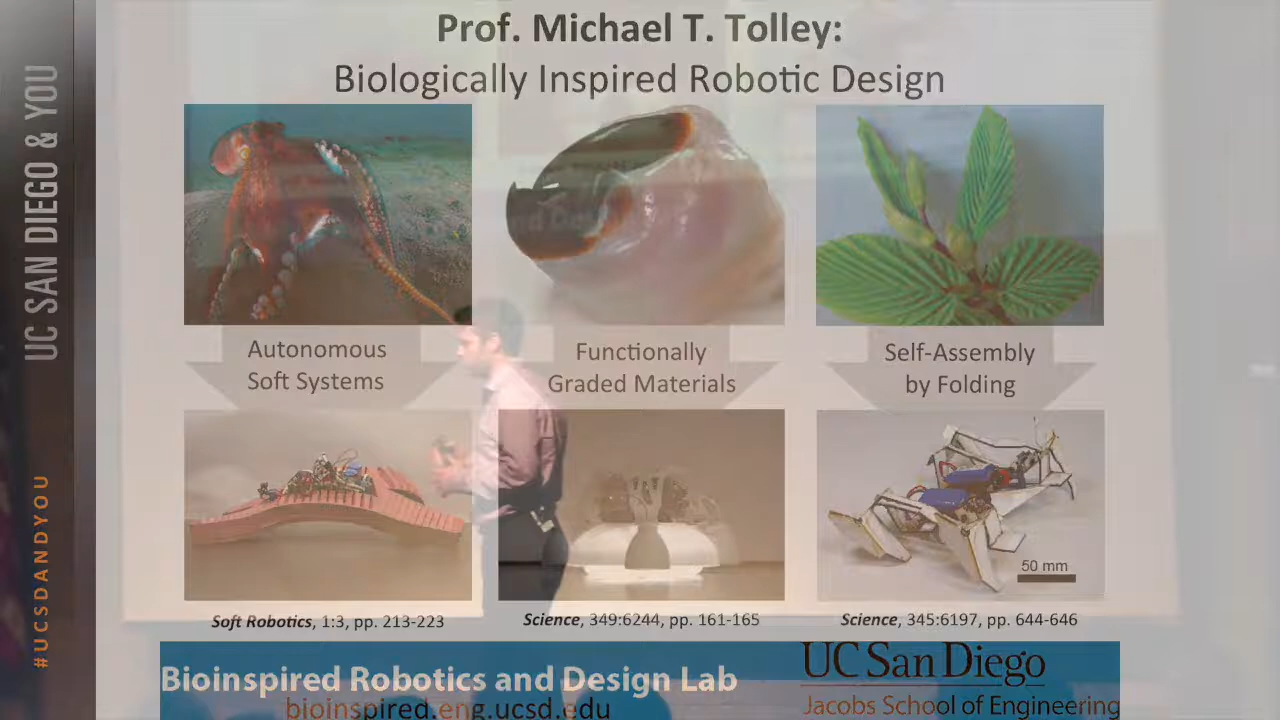 Prof. Michael T. Tolley:
Biologically Inspired Robotic Design
UC SAN DIEGO & YOU
#UCSDANDYOU
Autonomous
Soft Systems
Functionally
Graded Materials
Self-Assembly
by Folding
50 mm
Soft Robotics, 1:3, pp. 213-223
Science, 349:6244, pp. 161-165
Science, 345:6197, pp. 644-646
Bioinspired Robotics and Design Lab
bioinspired.eng.ucsd.edu
UC San Diego
Jacobs School of Engineering